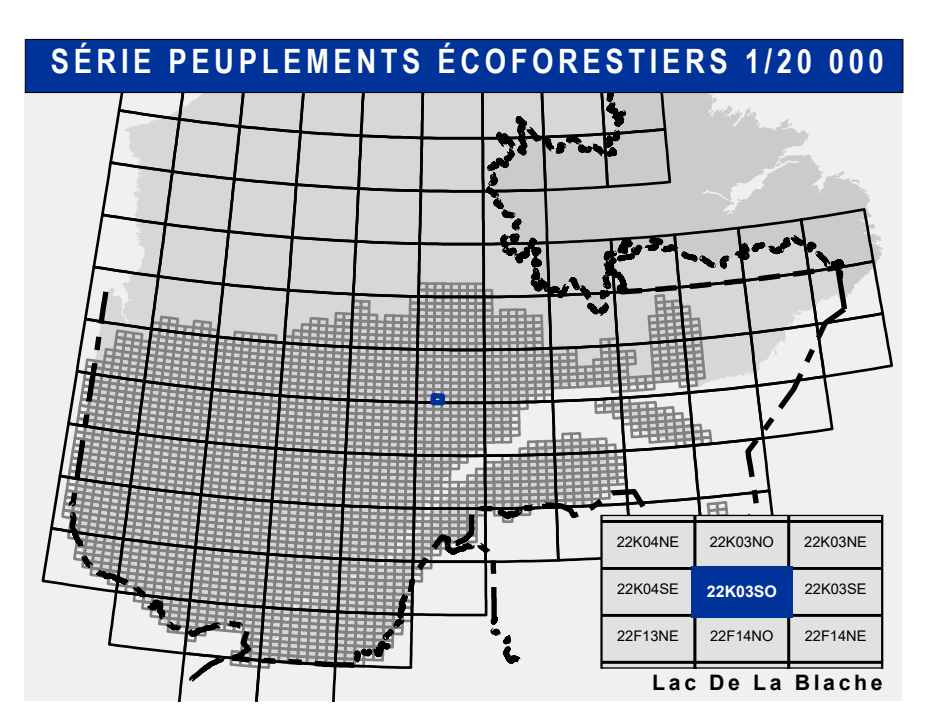 SÉRIE PEUPLEMENTS ÉCOFORESTIERS 1/20 000
22K04NE 22K03NO 22K03NE
22K04SE 22K03SO 22K03SE
22F13NE 22F14NO 22F14NE
Lac De La Blache